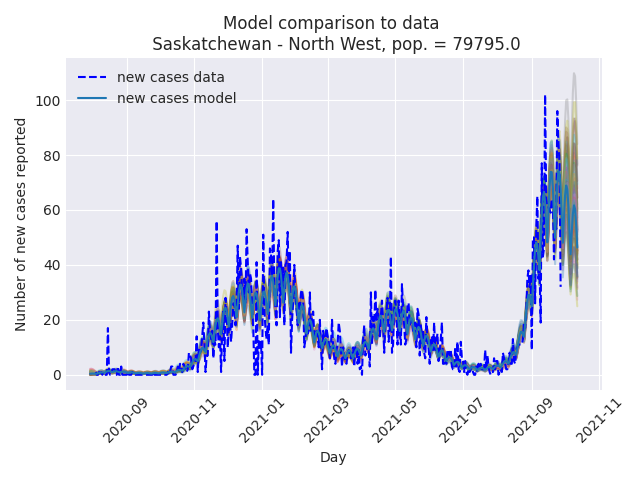 Model comparison to data
Saskatchewan - North West, pop. = 79795.0
new cases data
new cases model
Number of new cases reported
100
80
60
40
20
0
2020-09
2020-11
2021-01
2021-03
2021-05
2021-07
2021-09
2021-11
Day